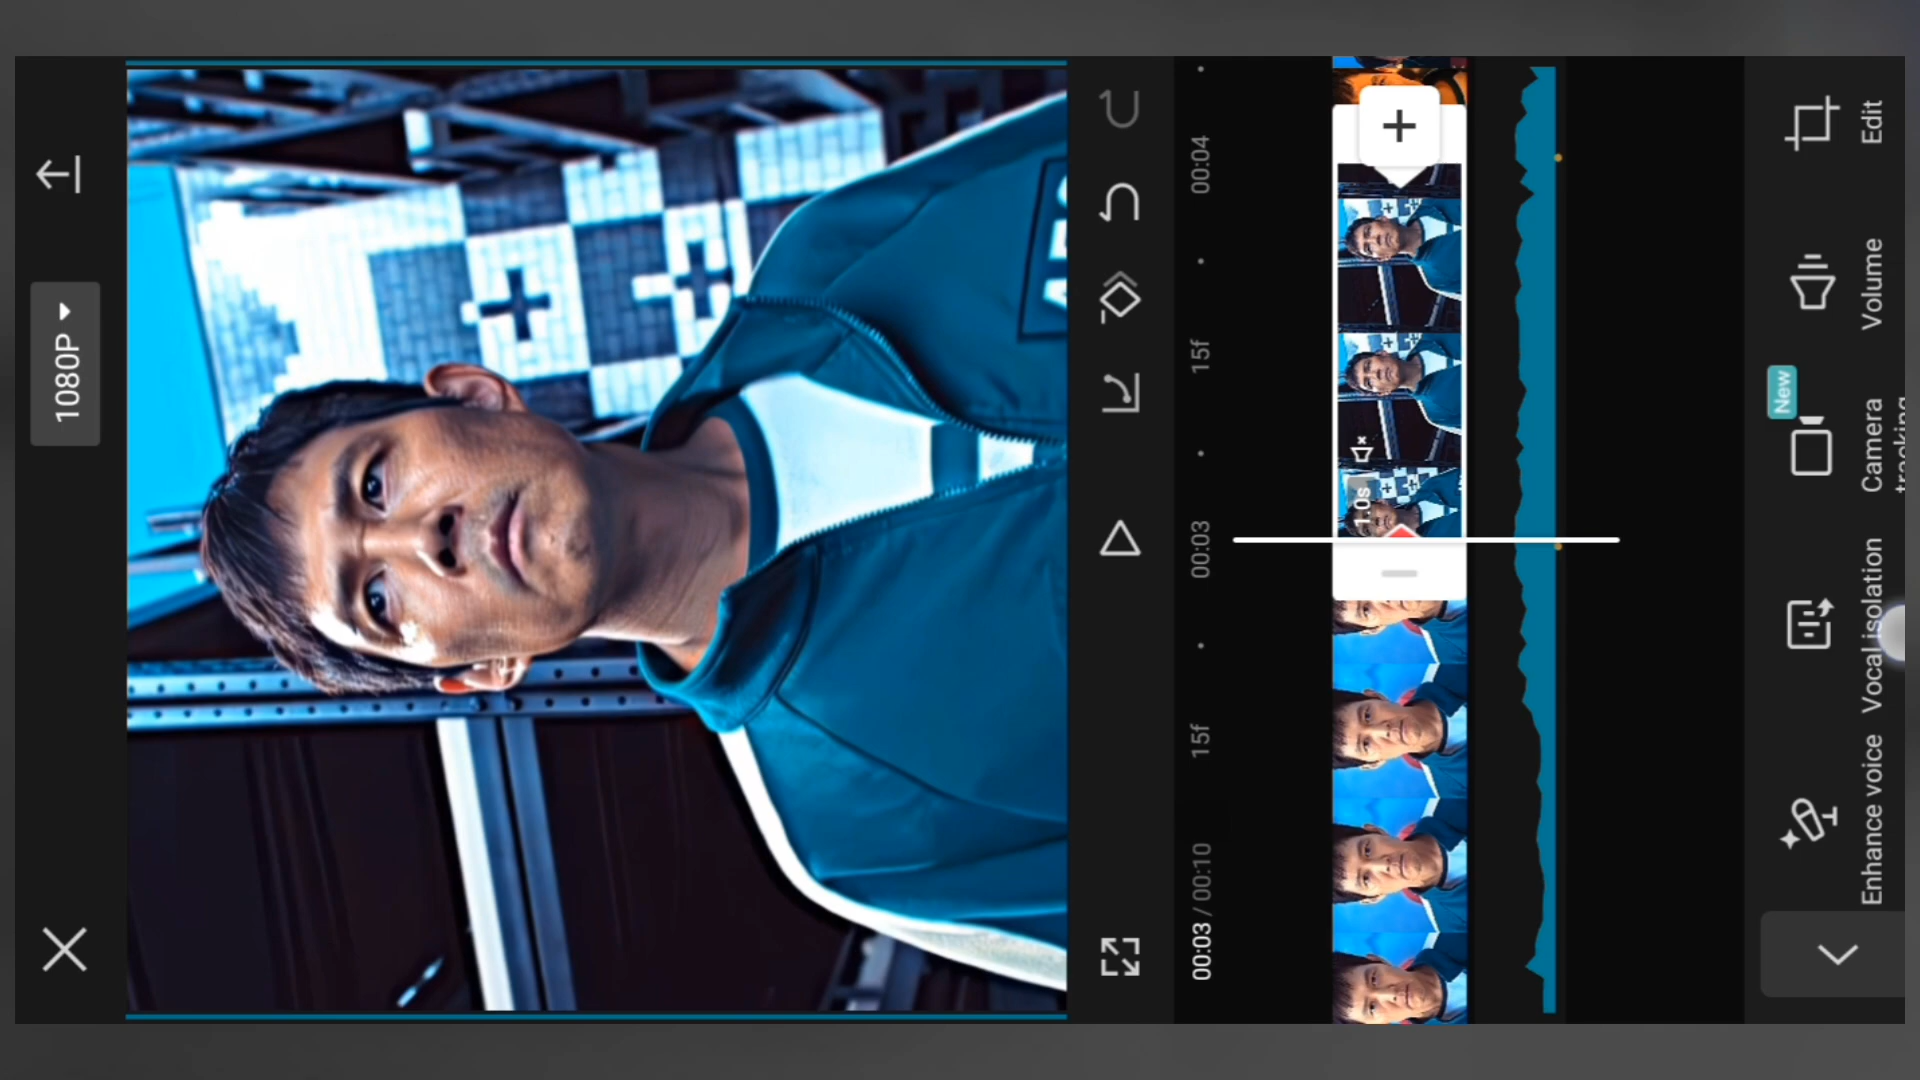 1080P
00:03 / 00:10
15f
00:03
15f
00:04
1.0s
Enhance voice
Vocal isolation
New
Camera
tracking
Volume
Edit